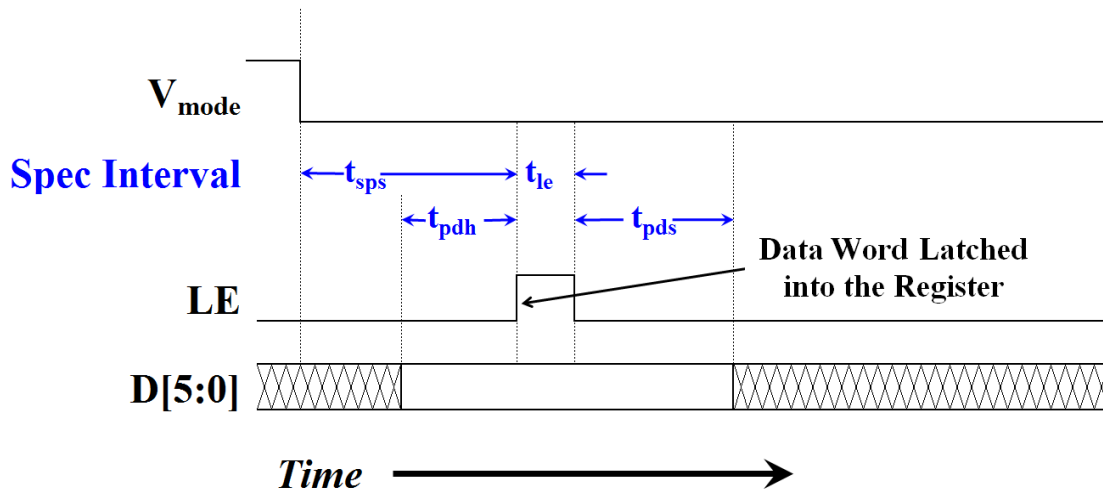 Vmode
Spec Interval
tsps
tle
tpdh
tpds
Data Word Latched
into the Register
LE
D[5:0]
Time